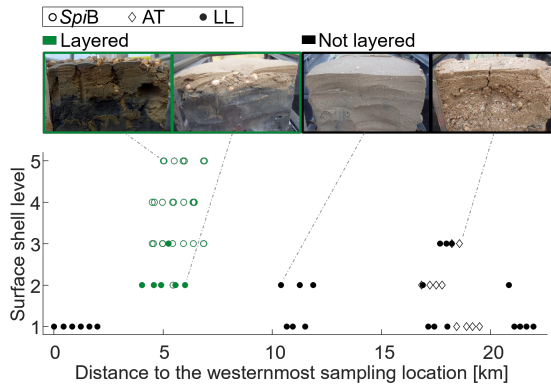 SpiB AT LL
Layered Not layered
Surface shell level
5
4
3
2
1
0 5 10 15 20
Distance to the westernmost sampling location [km]